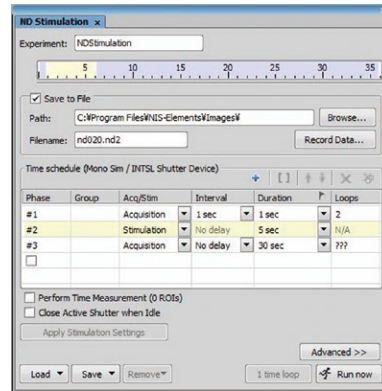 ND Stimulation x
Experiment: NDStimulation
5 10 15 20 25 30 35
Save to File
Path: C:¥Program Files¥NIS-Elements¥Images¥ Browse...
Filename: nd020.nd2 Record Data...
Time schedule (Mono Sim / INTSL Shutter Device)
Phase Group Acq/Stim Interval Duration Loops
#1 Acquisition 1 sec 1 sec 2
#2 Stimulation No delay 5 sec N/A
#3 Acquisition No delay 30 sec ???
Perform Time Measurement (0 ROIs)
Close Active Shutter when Idle
Apply Stimulation Settings
Advanced >>
Load Save Remove 1 time loop Run now